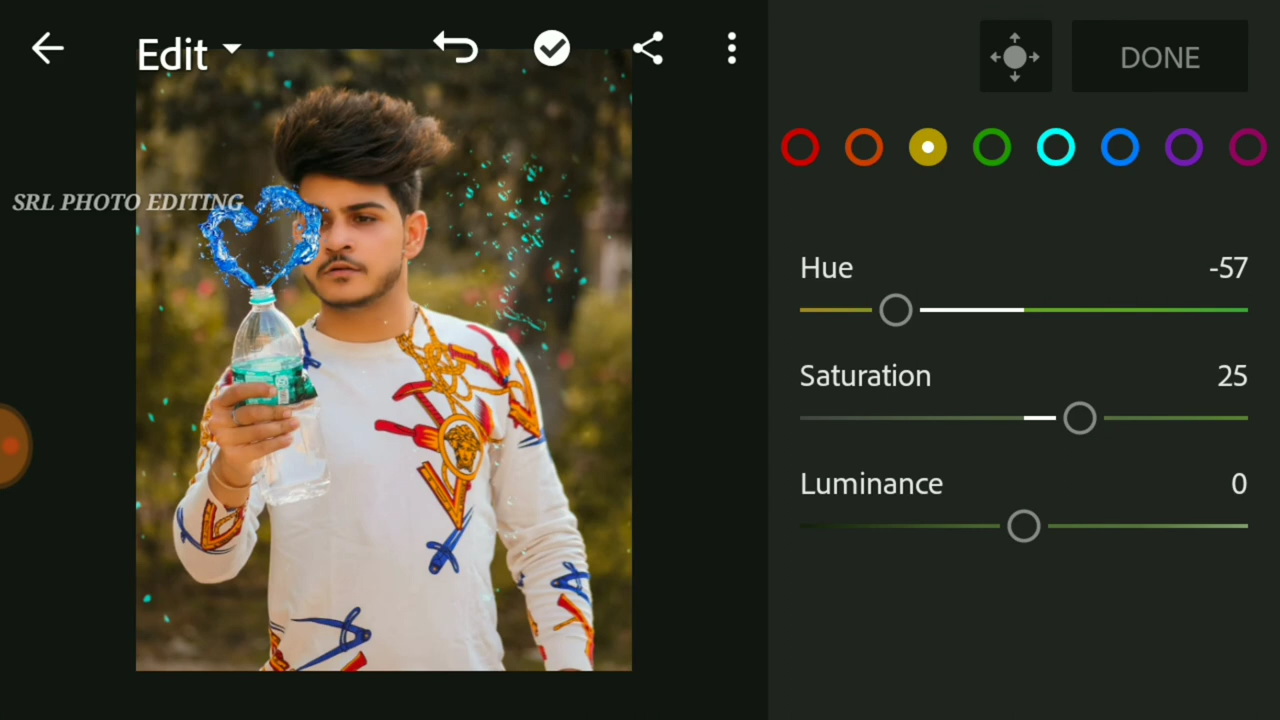 Edit
DONE
SRL PHOTO EDITING
Hue -57
Saturation 25
Luminance 0